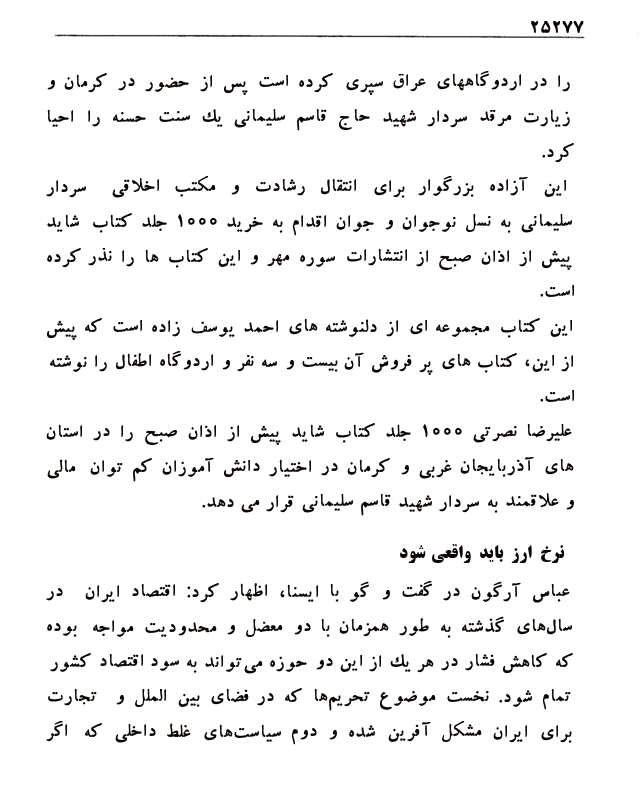 ۲۵۲۷۷
را در اردوگاههای عراق سپری کرده است پس از حضور در کرمان و
زیارت مرقد سردار شهید حاج قاسم سلیمانی یك سنت حسنه را احیا
کرد.
این آزاده بزرگوار برای انتقال رشادت و مکتب اخلاقی سردار
سلیمانی به نسل نوجوان و جوان اقدام به خرید ۱۰۰۰ جلد کتاب شاید
پیش از اذان صبح از انتشارات سوره مهر و این کتاب ها را نذر کرده
است.
این کتاب مجموعه ای از دلنوشته های احمد یوسف زاده است که پیش
از این، کتاب های پر فروش آن بیست و سه نفر و اردوگاه اطفال را نوشته
است.
علیرضا نصرتی ۱۰۰۰ جلد کتاب شاید پیش از اذان صبح را در استان
های آذربایجان غربی و کرمان در اختیار دانش آموزان کم توان مالی
و علاقمند به سردار شهید قاسم سلیمانی قرار می دهد.
نرخ ارز باید واقعی شود
عباس آرگون در گفت و گو با ایسنا، اظهار کرد: اقتصاد ایران در
سال‌های گذشته به طور همزمان با دو معضل و محدودیت مواجه بوده
که کاهش فشار در هر یك از این دو حوزه می‌تواند به سود اقتصاد کشور
تمام شود. نخست موضوع تحریم‌ها که در فضای بین الملل و تجارت
برای ایران مشکل آفرین شده و دوم سیاست‌های غلط داخلی که اگر